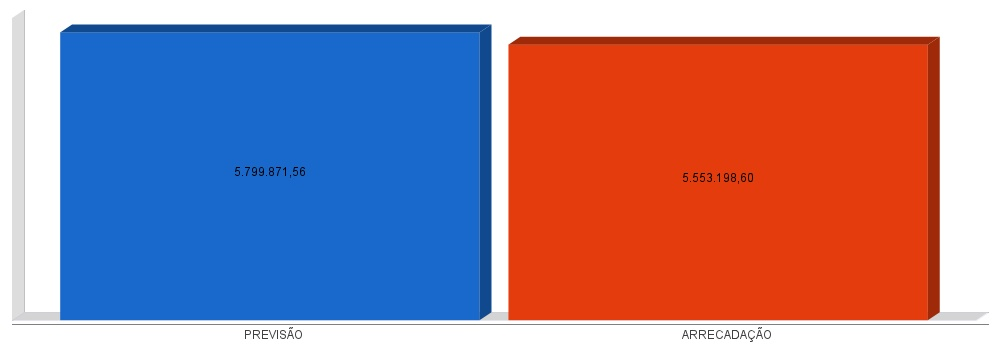 5.799.871,56
5.553.198,60
PREVISÃO
ARRECADAÇÃO